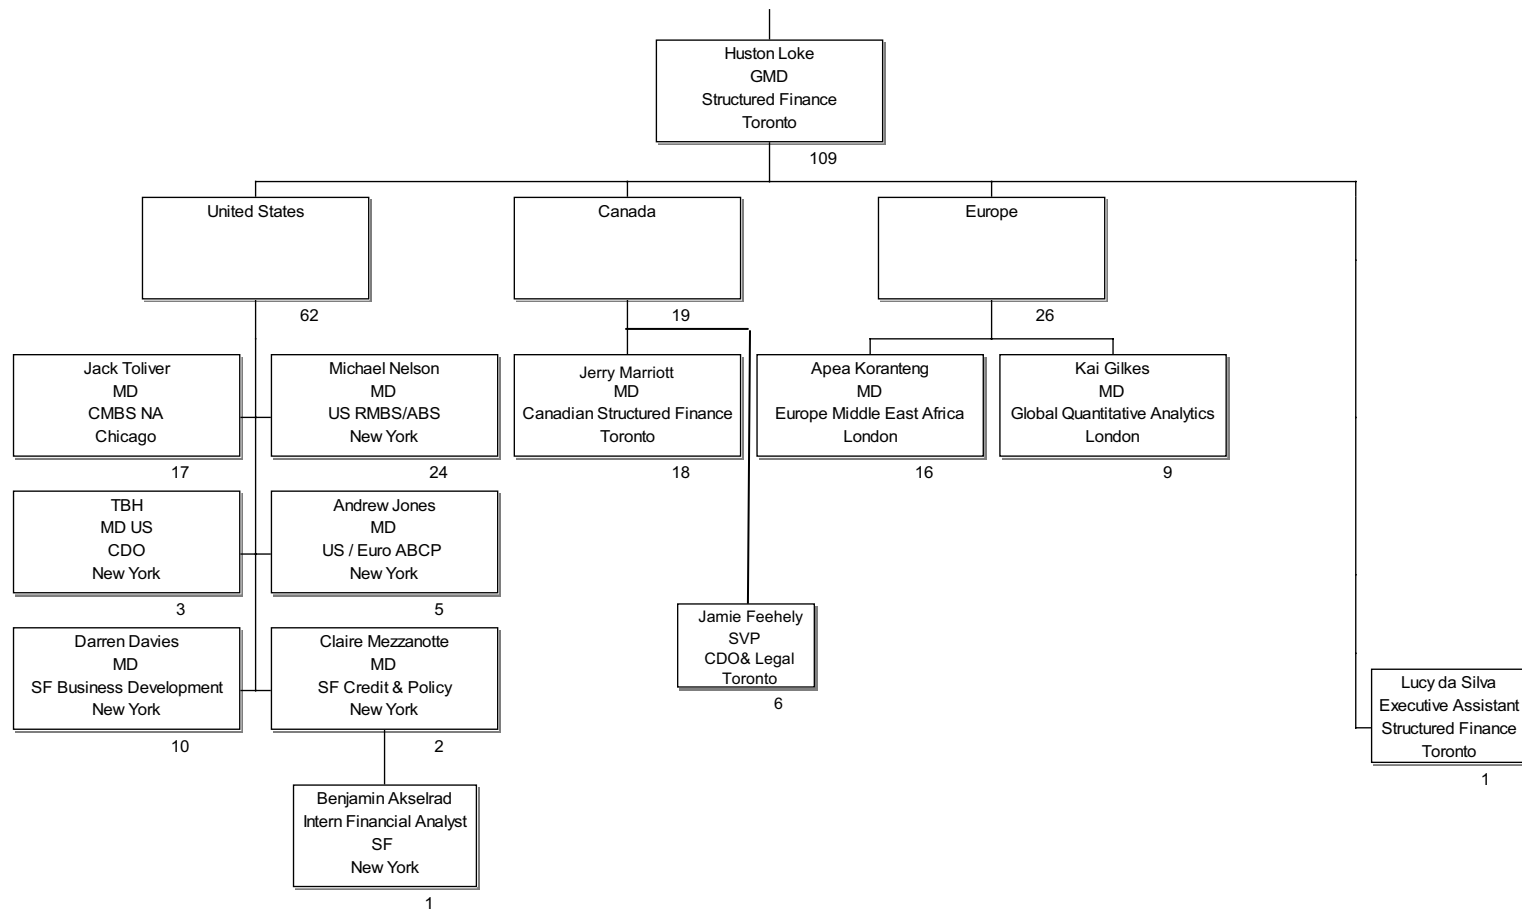 Huston Loke
GMD
Structured Finance
Toronto
109
United States
62
Canada
19
Europe
26
Jack Toliver
MD
CMBS NA
Chicago
17
Michael Nelson
MD
US RMBS/ABS
New York
24
Jerry Marriott
MD
Canadian Structured Finance
Toronto
18
Apea Koranteng
MD
Europe Middle East Africa
London
16
Kai Gilkes
MD
Global Quantitative Analytics
London
9
TBH
MD US
CDO
New York
3
Andrew Jones
MD
US / Euro ABCP
New York
5
Jamie Feehely
SVP
CDO& Legal
Toronto
6
Darren Davies
MD
SF Business Development
New York
10
Claire Mezzanotte
MD
SF Credit & Policy
New York
2
Lucy da Silva
Executive Assistant
Structured Finance
Toronto
1
Benjamin Akselrad
Intern Financial Analyst
SF
New York
1